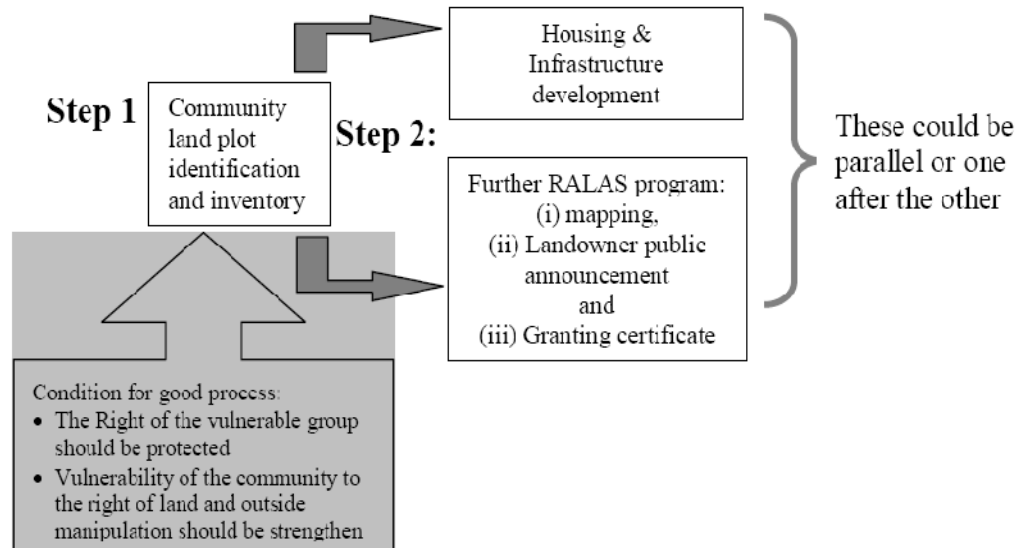 Step 1
Community
land plot
identification
and inventory
Step 2:
Housing &
Infrastructure
development
Further RALAS program:
(i) mapping,
(ii) Landowner public
announcement
and
(iii) Granting certificate
These could be
parallel or one
after the other
Condition for good process:
• The Right of the vulnerable group
should be protected
• Vulnerability of the community to
the right of land and outside
manipulation should be strengthen